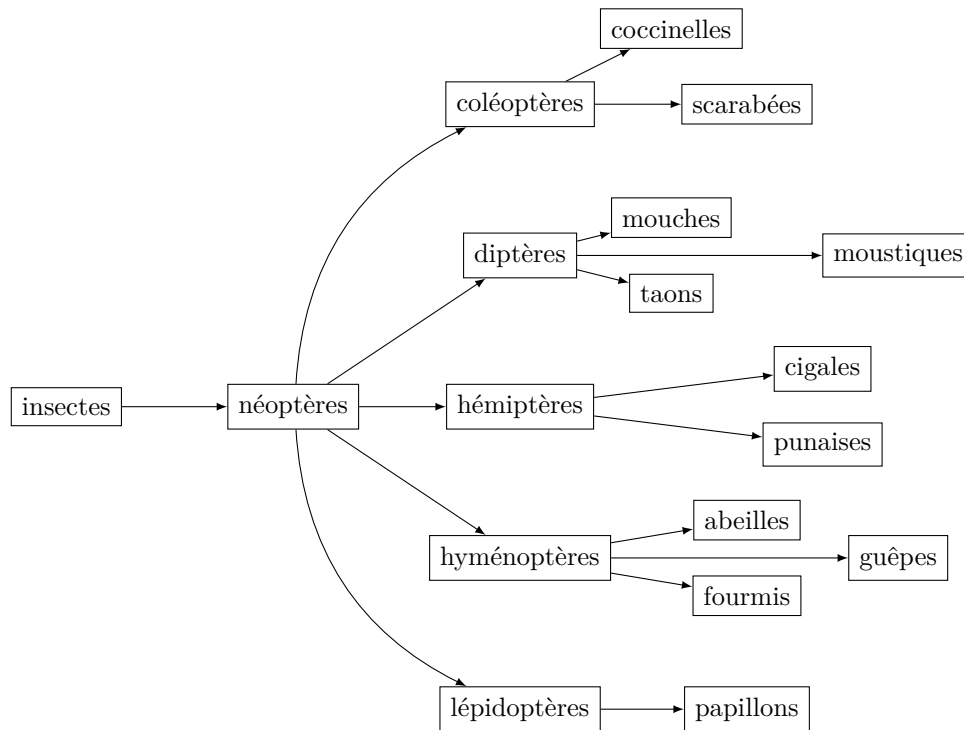 coccinelles
coléoptères
scarabées
mouches
diptères
moustiques
taons
cigales
insectes
néoptères
hémiptères
punaises
abeilles
hyménoptères
guêpes
fourmis
lépidoptères
papillons